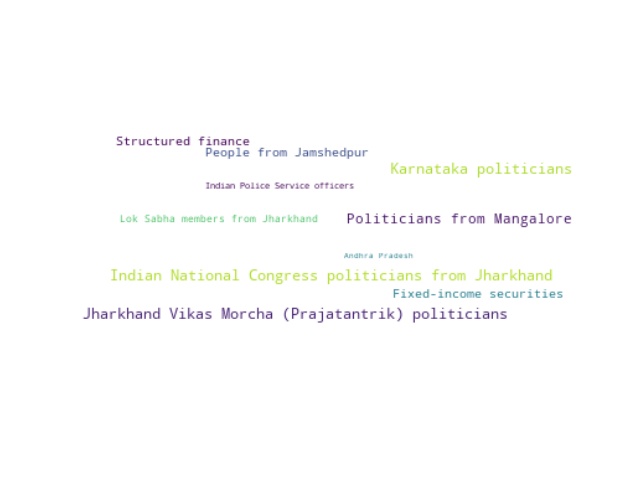 Structured finance
People from Jamshedpur
Karnataka politicians
Indian Police Service officers
Lok Sabha members from Jharkhand
Politicians from Mangalore
Andhra Pradesh
Indian National Congress politicians from Jharkhand
Fixed-income securities
Jharkhand Vikas Morcha (Prajatantrik) politicians